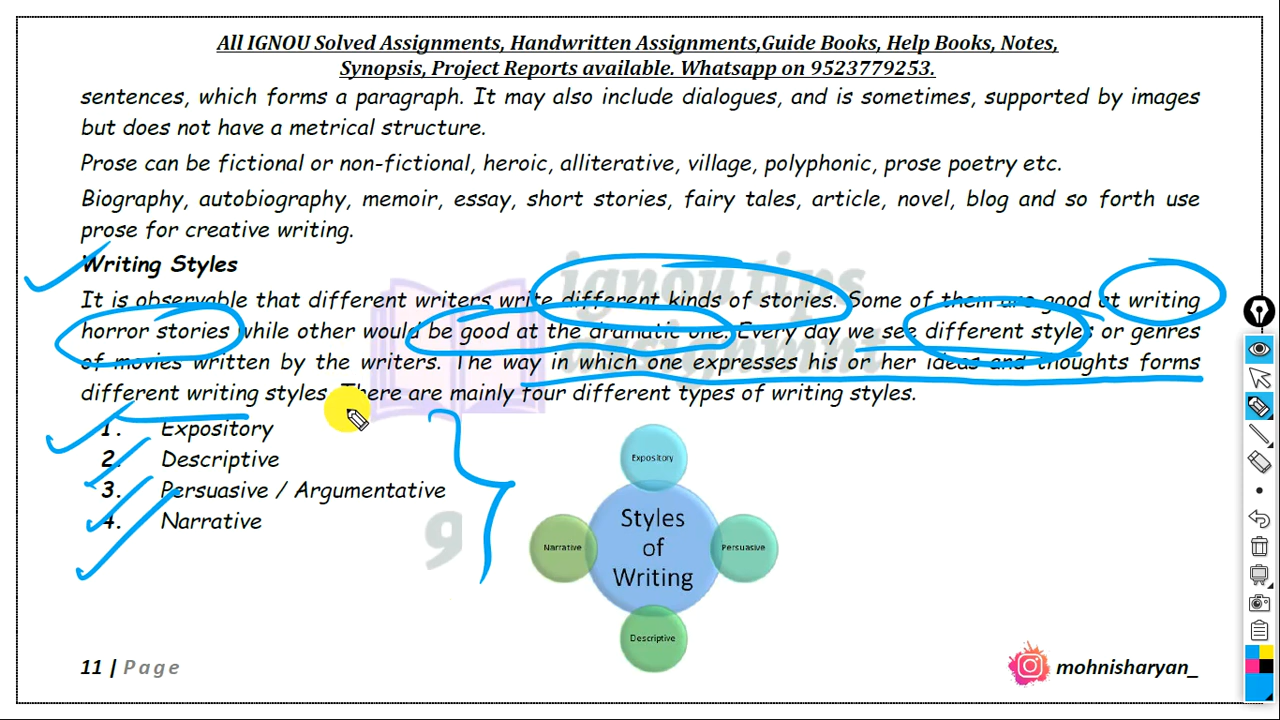 All IGNOU Solved Assignments, Handwritten Assignments,Guide Books, Help Books, Notes,
Synopsis, Project Reports available. Whatsapp on 9523779253.
sentences, which forms a paragraph. It may also include dialogues, and is sometimes, supported by images
but does not have a metrical structure.
Prose can be fictional or non-fictional, heroic, alliterative, village, polyphonic, prose poetry etc.
Biography, autobiography, memoir, essay, short stories, fairy tales, article, novel, blog and so forth use
prose for creative writing.
Writing Styles
It is observable that different writers write different kinds of stories. Some of them are good at writing
horror stories while other would be good at the dramatic one. Every day we see different styles or genres
of movies written by the writers. The way in which one expresses his or her ideas and thoughts forms
different writing styles. There are mainly four different types of writing styles.
1. Expository
2. Descriptive
3. Persuasive / Argumentative
4. Narrative
ignou tips
assignment
9
Expository
Styles
of
Writing
Narrative
Persuasive
Descriptive
11 | Page
mohnisharyan_